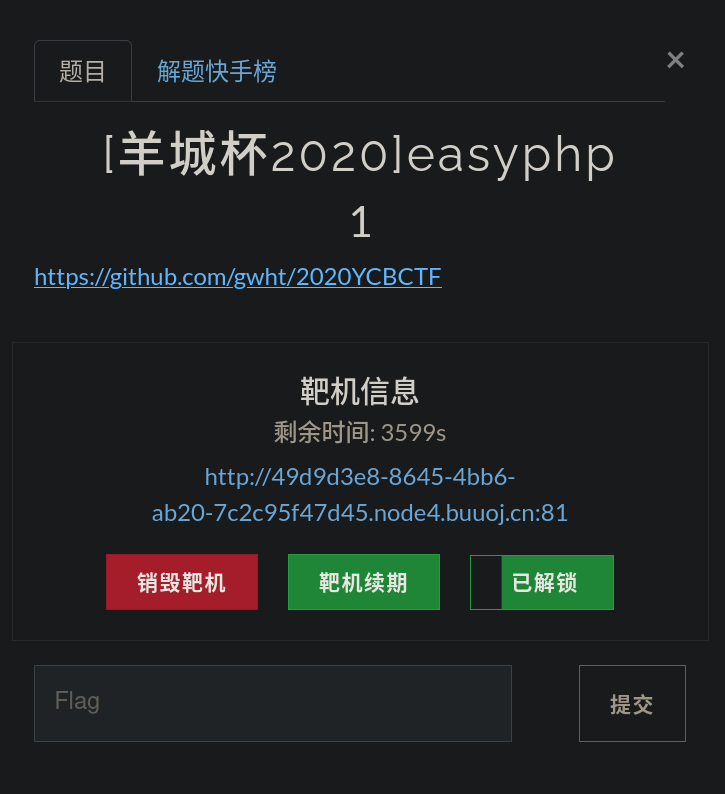 题目
解题快手榜
×
[羊城杯2020]easyphp
1
https://github.com/gwht/2020YCBCTF
靶机信息
剩余时间: 3599s
http://49d9d3e8-8645-4bb6-
ab20-7c2c95f47d45.node4.buuoj.cn:81
销毁靶机
靶机续期
已解锁
Flag
提交